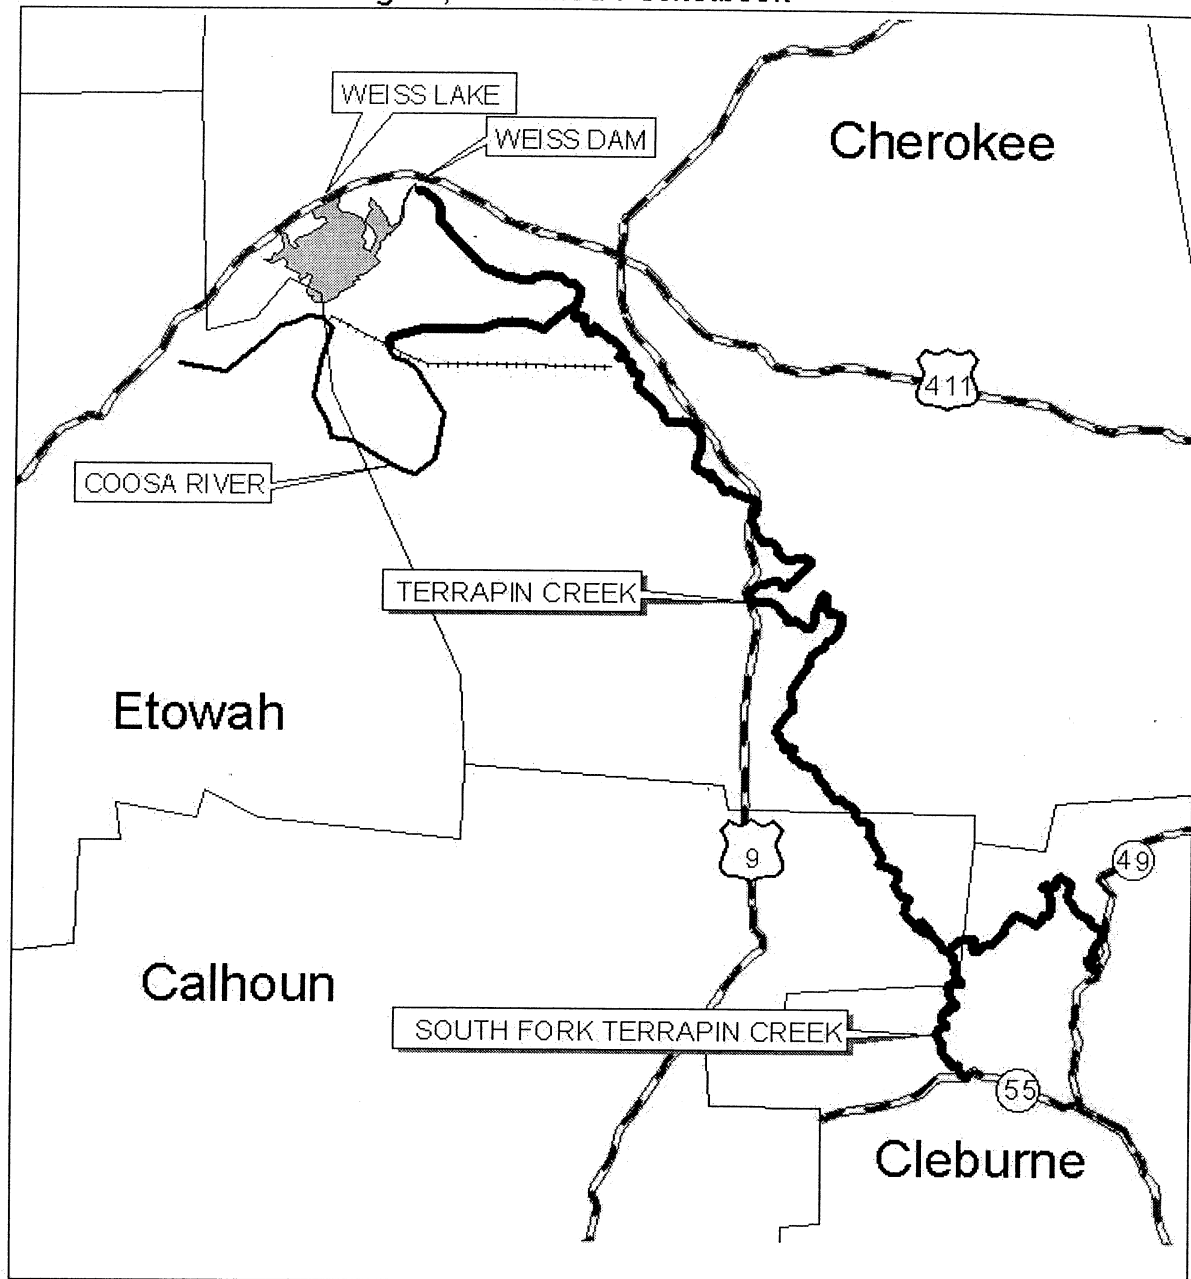 WEISS LAKE
WEISS DAM
Cherokee
411
COOSA RIVER
TERRAPIN CREEK
Etowah
9
49
Calhoun
SOUTH FORK TERRAPIN CREEK
55
Cleburne